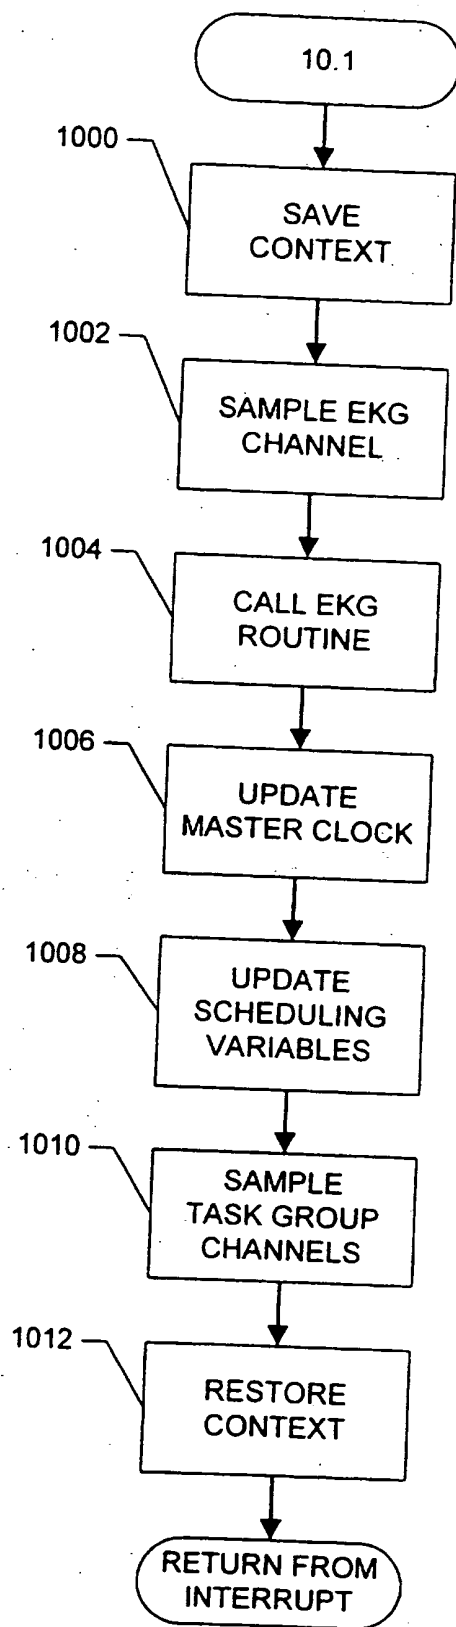 10.1
1000
SAVE
CONTEXT
1002
SAMPLE EKG
CHANNEL
1004
CALL EKG
ROUTINE
1006
UPDATE
MASTER CLOCK
1008
UPDATE
SCHEDULING
VARIABLES
1010
SAMPLE
TASK GROUP
CHANNELS
1012
RESTORE
CONTEXT
RETURN FROM
INTERRUPT